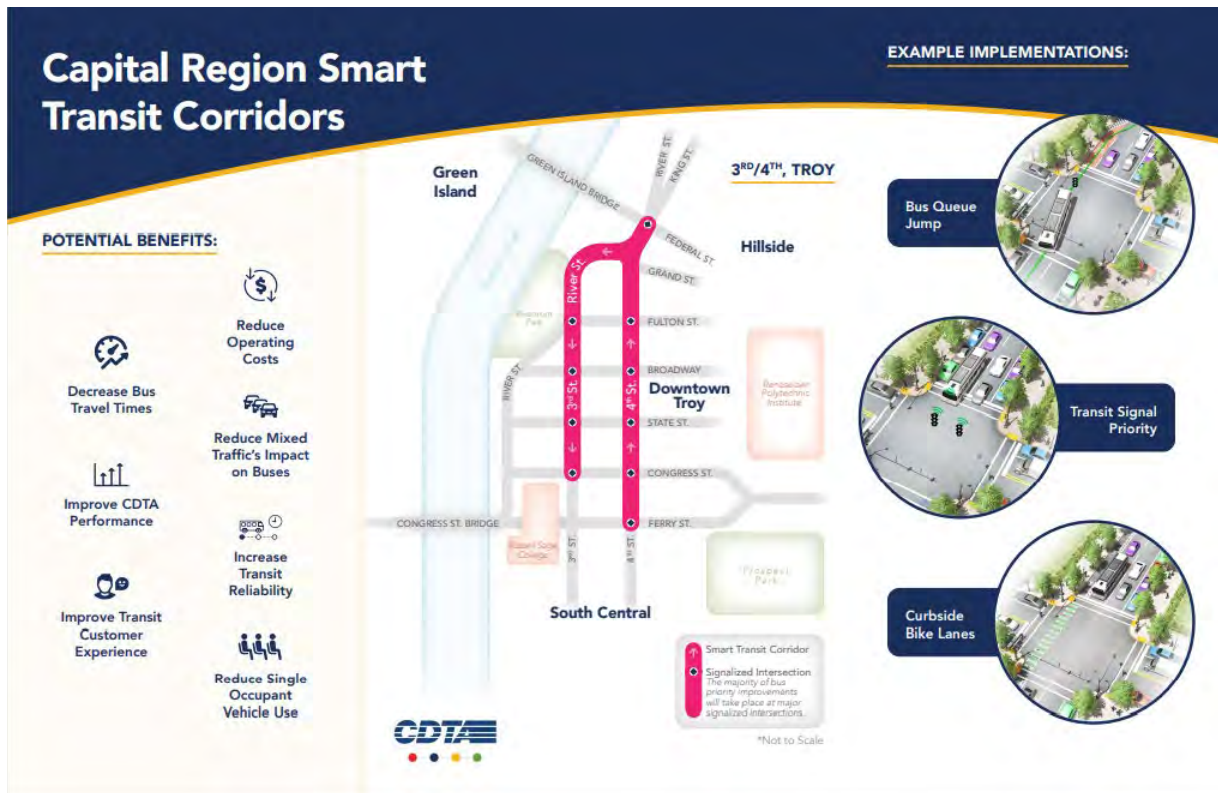 Capital Region Smart
Transit Corridors
EXAMPLE IMPLEMENTATIONS:
POTENTIAL BENEFITS:
Reduce
Operating
Costs
Decrease Bus
Travel Times
Reduce Mixed
Traffic's Impact
on Buses
Improve CDTA
Performance
Increase
Transit
Reliability
Improve Transit
Customer
Experience
Reduce Single
Occupant
Vehicle Use
3RD/4TH, TROY
Green
Island
GREEN ISLAND BRIDGE
RIVER ST.
KING ST.
FEDERAL ST.
Hillside
GRAND ST.
River St.
Riverfront
Park
FULTON ST.
BROADWAY
RIVER ST.
3rd St.
4th St.
Downtown
Troy
Rensselaer
Polytechnic
Institute
STATE ST.
CONGRESS ST.
CONGRESS ST. BRIDGE
FERRY ST.
Russell Sage
College
3RD ST.
4TH ST.
Prospect
Park
South Central
Smart Transit Corridor
Signalized Intersection
The majority of bus
priority improvements
will take place at major
signalized intersections.
*Not to Scale
CDTA
Bus Queue
Jump
Transit Signal
Priority
Curbside
Bike Lanes